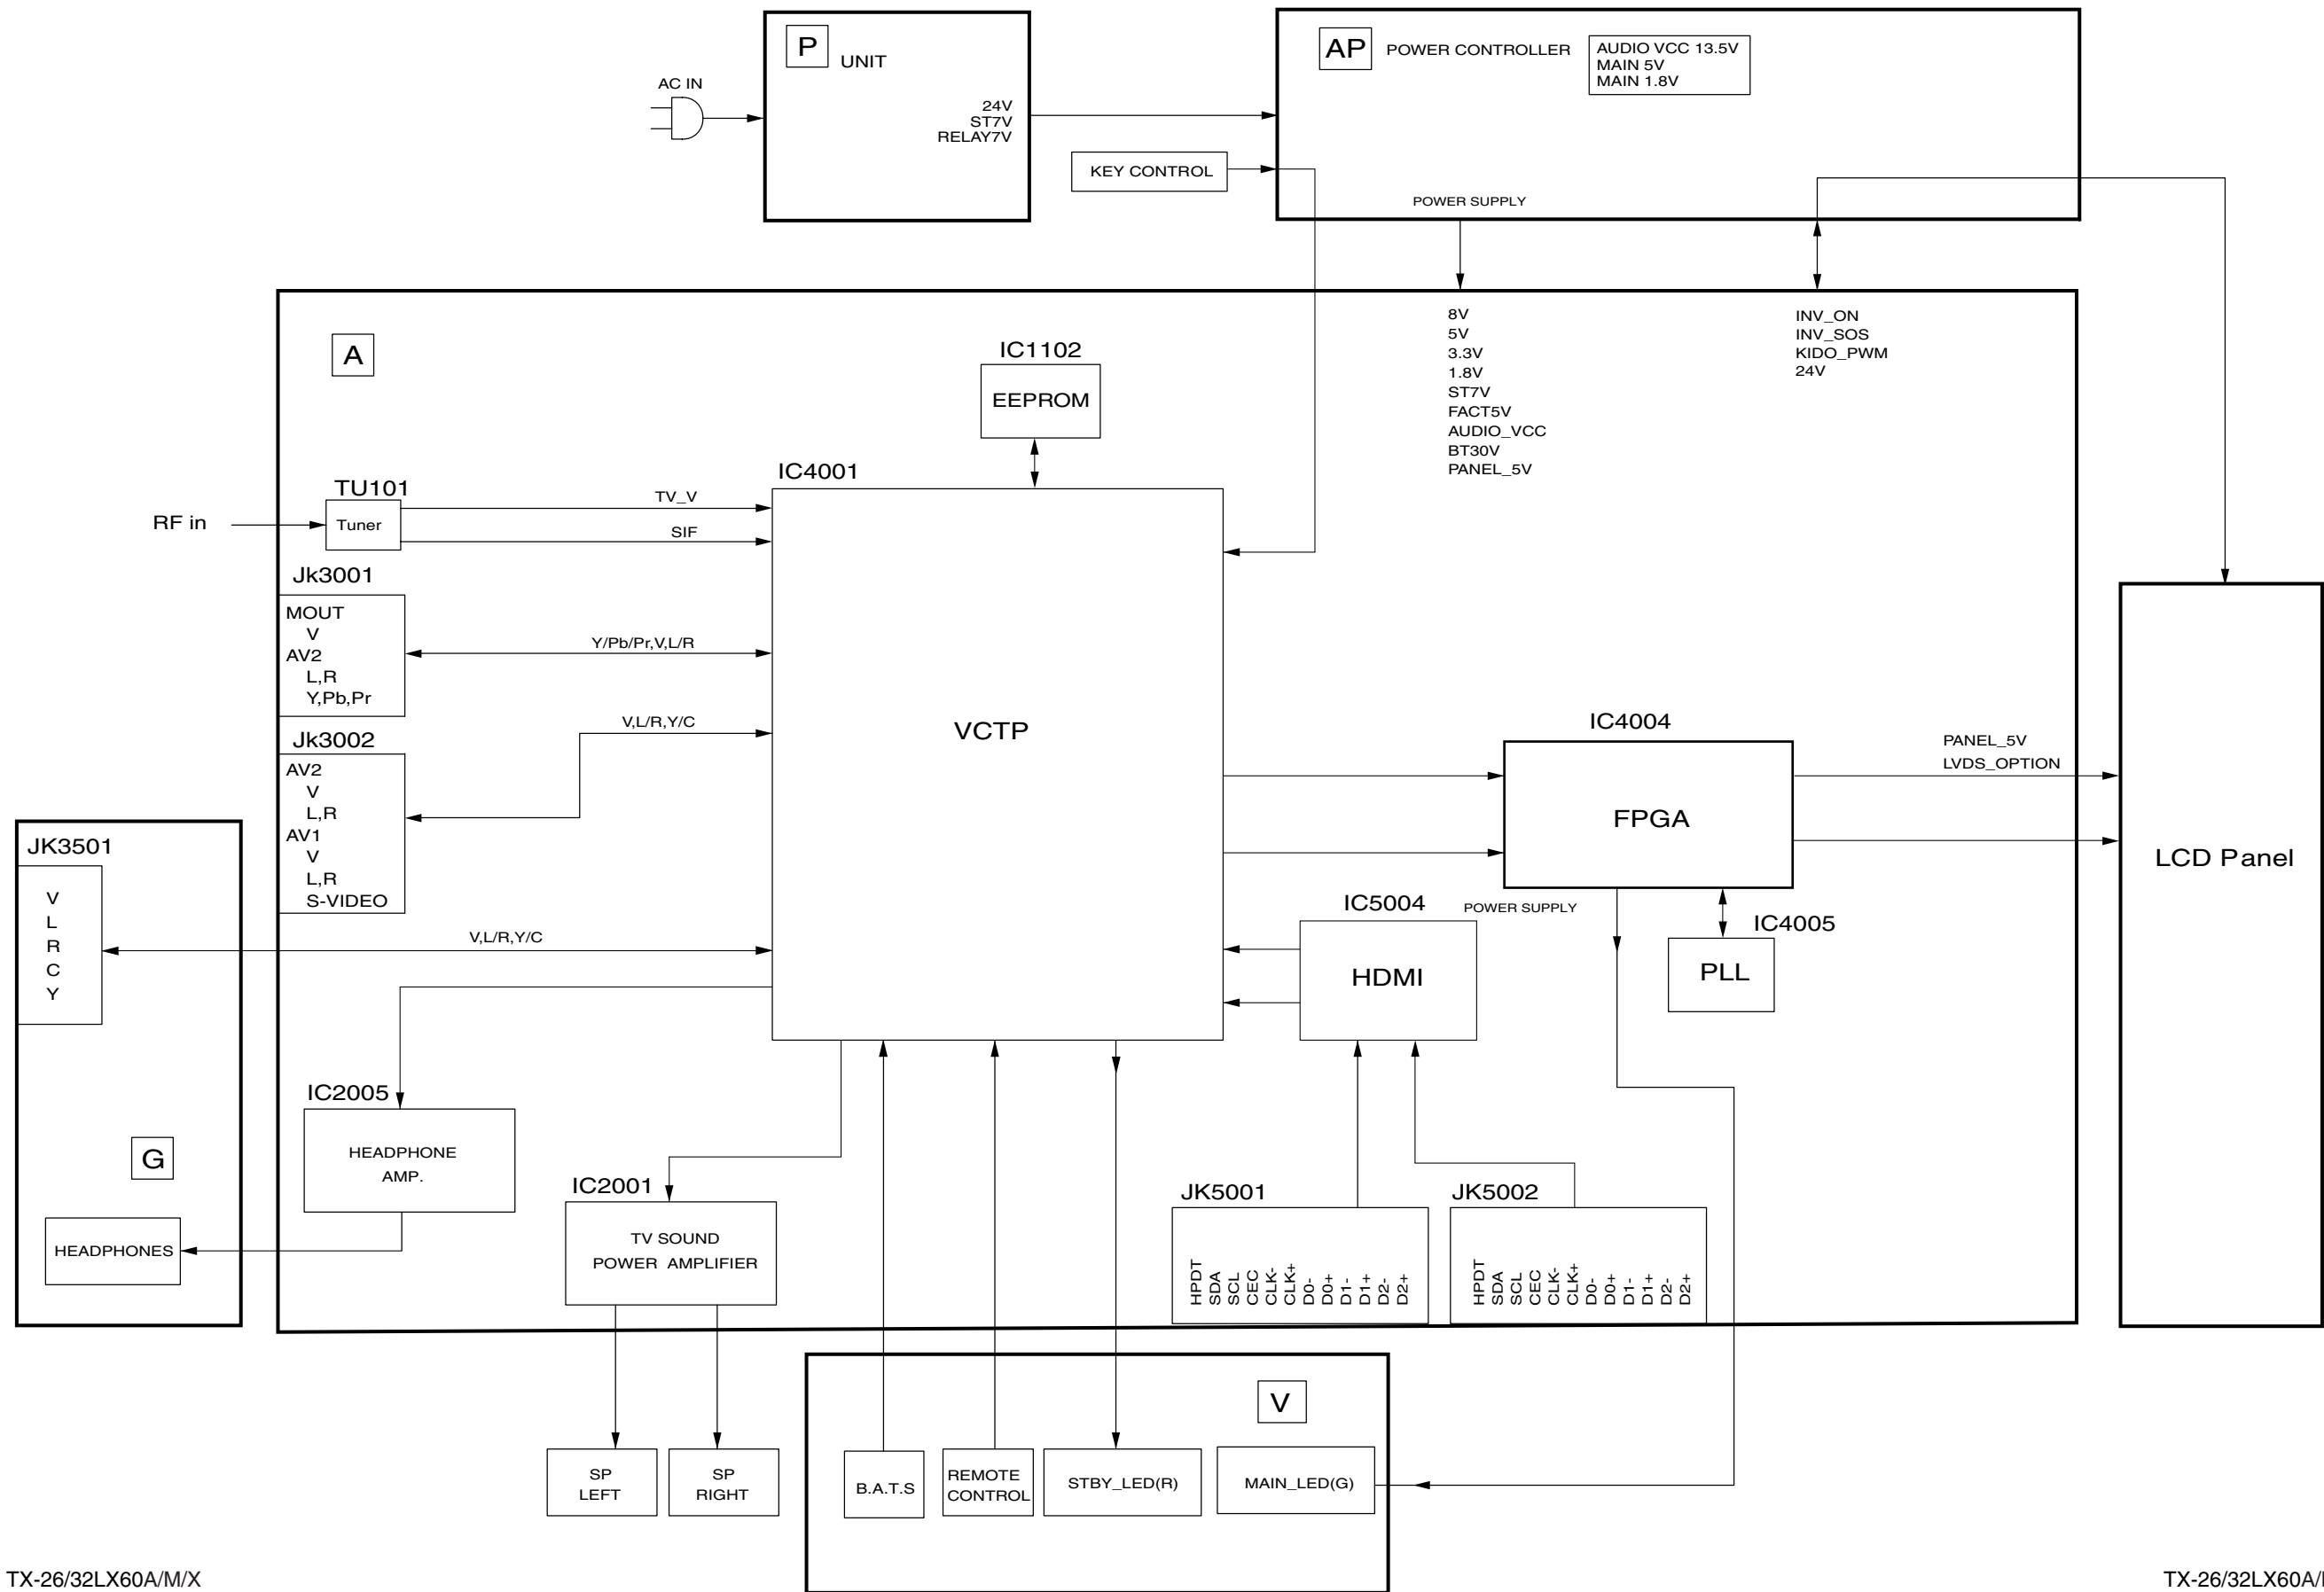 P
UNIT
AC IN
24V
ST7V
RELAY7V
AP
POWER CONTROLLER
AUDIO VCC 13.5V
MAIN 5V
MAIN 1.8V
KEY CONTROL
POWER SUPPLY
A
8V
5V
3.3V
1.8V
ST7V
FACT5V
AUDIO_VCC
BT30V
PANEL_5V
INV_ON
INV_SOS
KIDO_PWM
24V
IC1102
EEPROM
IC4001
VCTP
RF in
TU101
Tuner
TV_V
SIF
Jk3001
MOUT
V
AV2
L,R
Y,Pb,Pr
Y/Pb/Pr,V,L/R
Jk3002
AV2
V
L,R
AV1
V
L,R
S-VIDEO
V,L/R,Y/C
JK3501
V
L
R
C
Y
V,L/R,Y/C
IC4004
FPGA
PANEL_5V
LVDS_OPTION
LCD Panel
IC5004
HDMI
POWER SUPPLY
IC4005
PLL
IC2005
HEADPHONE
AMP.
G
HEADPHONES
IC2001
TV SOUND
POWER AMPLIFIER
JK5001
HPDT
SDA
SCL
CEC
CLK-
CLK+
D0-
D0+
D1-
D1+
D2-
D2+
JK5002
HPDT
SDA
SCL
CEC
CLK-
CLK+
D0-
D0+
D1-
D1+
D2-
D2+
V
SP
LEFT
SP
RIGHT
B.A.T.S
REMOTE
CONTROL
STBY_LED(R)
MAIN_LED(G)
TX-26/32LX60A/M/X
TX-26/32LX60A/